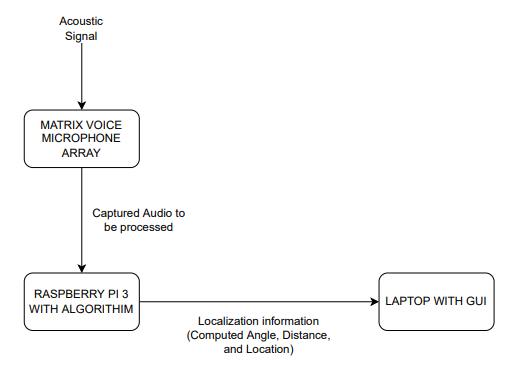 Acoustic
Signal
MATRIX VOICE
MICROPHONE
ARRAY
Captured Audio to
be processed
RASPBERRY PI 3
WITH ALGORITHIM
LAPTOP WITH GUI
Localization information
(Computed Angle, Distance,
and Location)